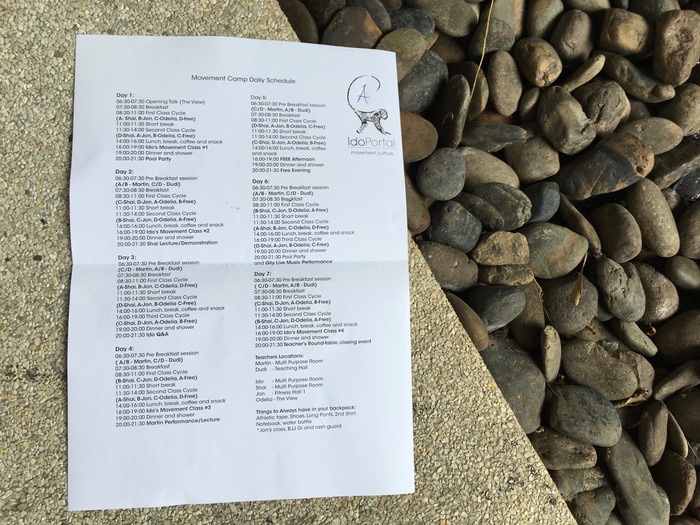 Movement Camp Daily Schedule
Day 1:
06:30-07:30 Opening Talk (The View)
07:30-08:30 Breakfast
08:30-11:00 First Class Cycle
(A- Shai, B-Jon, C-Odelia, D-Free)
11:00-11:30 Short break
11:30-14:00 Second Class Cycle
(D-Shai, A-Jon, B-Odelia, C-Free)
14:00-16:00 Lunch, break, coffee and snack
16:00-19:00 Ido's Movement Class #1
19:00-20:00 Dinner and shower
20:00-21:30 Pool Party
Day 2:
06:30-07:30 Pre Breakfast session
(A/B - Martin, C/D - Dudi)
07:30-08:30 Breakfast
08:30-11:00 First Class Cycle
(C-Shai, D-Jon, A-Odelia, B-Free)
11:00-11:30 Short break
11:30-14:00 Second Class Cycle
(B-Shai, C-Jon, D-Odelia, A-Free)
14:00-16:00 Lunch, break, coffee and snack
16:00-19:00 Ido's Movement Class #2
19:00-20:00 Dinner and shower
20:00-21:30 Shai Lecture/Demonstration
Day 3:
06:30-07:30 Pre Breakfast session
(C/D - Martin, A/B - Dudi)
07:30-08:30 Breakfast
08:30-11:00 First Class Cycle
(A-Shai, B-Jon, C-Odelia, D-Free)
11:00-11:30 Short break
11:30-14:00 Second Class Cycle
(D-Shai, A-Jon, B-Odelia, C-Free)
14:00-16:00 Lunch, break, coffee and snack
16:00-19:00 Third Class Cycle
(C-Shai, D-Jon, A-Odelia, B-Free)
19:00-20:00 Dinner and shower
20:00-21:30 Ido Q&A
Day 4:
06:30-07:30 Pre Breakfast session
( A/B - Martin, C/D - Dudi)
07:30-08:30 Breakfast
08:30-11:00 First Class Cycle
(B-Shai, C-Jon, D-Odelia, A-Free)
11:00-11:30 Short break
11:30-14:00 Second Class Cycle
(A-Shai, B-Jon, C-Odelia, D-Free)
14:00-16:00 Lunch, break, coffee and snack
16:00-19:00 Ido's Movement Class #3
19:00-20:00 Dinner and shower
20:00-21:30 Martin Performance/Lecture
Day 5:
06:30-07:30 Pre Breakfast session
(C/D - Martin, A/B - Dudi)
07:30-08:30 Breakfast
08:30-11:00 First Class Cycle
(D-Shai, A-Jon, B-Odelia, C-Free)
11:00-11:30 Short break
11:30-14:00 Second Class Cycle
(C-Shai, D-Jon, A-Odelia, B-Free)
14:00-16:00 Lunch, break, coffee
and snack
16:00-19:00 FREE Afternoon
19:00-20:00 Dinner and shower
20:00-21:30 Free Evening
Day 6:
06:30-07:30 Pre Breakfast session
(A/B - Martin, C/D - Dudi)
07:30-08:30 Breakfast
08:30-11:00 First Class Cycle
(B-Shai, C-Jon, D-Odelia, A-Free)
11:00-11:30 Short break
11:30-14:00 Second Class Cycle
(A-Shai, B-Jon, C-Odelia, D-Free)
14:00-16:00 Lunch, break, coffee and snack
16:00-19:00 Third Class Cycle
(D-Shai, A-Jon, B-Odelia, C-Free)
19:00-20:00 Dinner and shower
20:00-21:30 Pool Party
and Gily Live Music Performance
Day 7:
06:30-07:30 Pre Breakfast session
( C/D - Martin, A/B - Dudi)
07:30-08:30 Breakfast
08:30-11:00 First Class Cycle
(C-Shai, D-Jon, A-Odelia, B-Free)
11:00-11:30 Short break
11:30-14:00 Second Class Cycle
(B-Shai, C-Jon, D-Odelia, A-Free)
14:00-16:00 Lunch, break, coffee and snack
16:00-19:00 Ido's Movement Class #4
19:00-20:00 Dinner and shower
20:00-21:30 Teacher's Round-table, closing event
Teachers Locations:
Martin - Multi Purpose Room
Dudi - Teaching Hall
Ido - Multi Purpose Room
Shai - Multi Purpose Room
Jon - Fitness Hall 1
Odelia - The View
Things to Always have in your backpack:
Athletic tape, Shoes, Long Pants, 2nd Shirt,
Notebook, water bottle
*Jon's class, BJJ Gi and rash guard
A
IdoPortal
movement culture